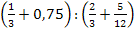 (1/3 + 0,75) : (2/3 + 5/12)